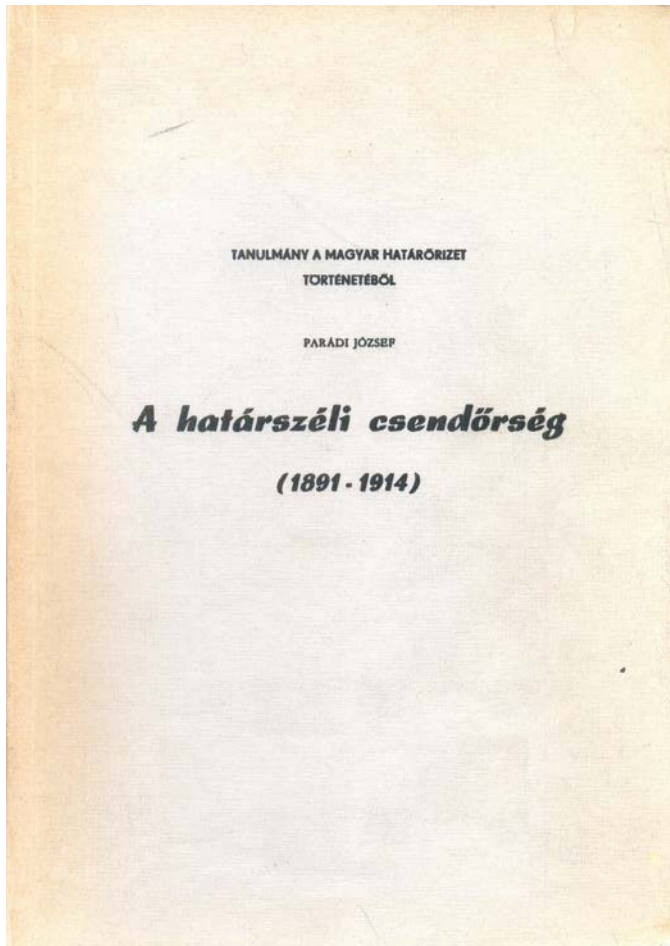 TANULMÁNY A MAGYAR HATÁRŐRIZET
TÖRTÉNETÉBŐL
PARÁDI JÓZSEF
A határszéli csendőrség
(1891-1914)